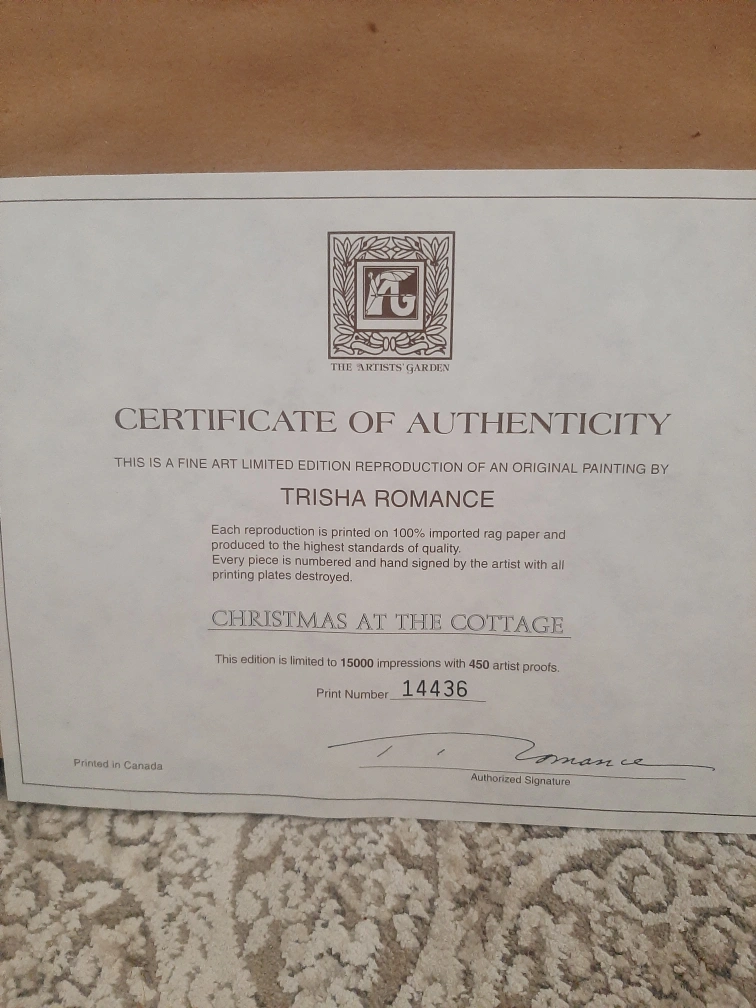 AG
THE ARTISTS' GARDEN
CERTIFICATE OF AUTHENTICITY
THIS IS A FINE ART LIMITED EDITION REPRODUCTION OF AN ORIGINAL PAINTING BY
TRISHA ROMANCE
Each reproduction is printed on 100% imported rag paper and
produced to the highest standards of quality.
Every piece is numbered and hand signed by the artist with all
printing plates destroyed.
CHRISTMAS AT THE COTTAGE
This edition is limited to 15000 impressions with 450 artist proofs.
Print Number 14436
T. Romance
Authorized Signature
Printed in Canada